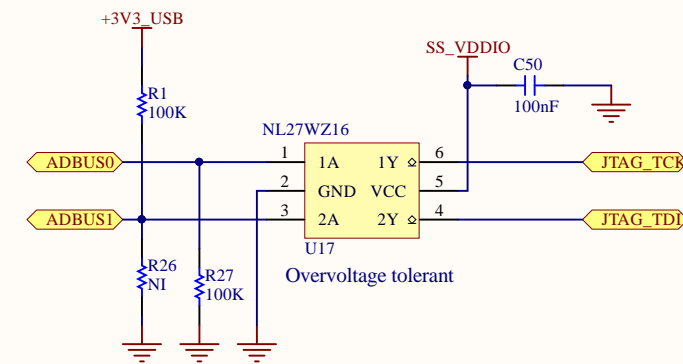 +3V3_USB
SS_VDDIO
C50
100nF
R1
100K
NL27WZ16
ADBUS0
1 1A 1Y 6
JTAG_TCK
2 GND VCC 5
ADBUS1
3 2A 2Y 4
JTAG_TDI
U17
R26
NI
R27
100K
Overvoltage tolerant